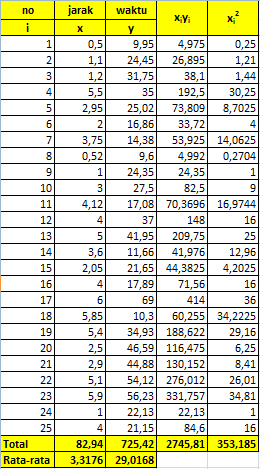 no jarak waktu xᵢyᵢ xᵢ²
i x y
1 0,5 9,95 4,975 0,25
2 1,1 24,45 26,895 1,21
3 1,2 31,75 38,1 1,44
4 5,5 35 192,5 30,25
5 2,95 25,02 73,809 8,7025
6 2 16,86 33,72 4
7 3,75 14,38 53,925 14,0625
8 0,52 9,6 4,992 0,2704
9 1 24,35 24,35 1
10 3 27,5 82,5 9
11 4,12 17,08 70,3696 16,9744
12 4 37 148 16
13 5 41,95 209,75 25
14 3,6 11,66 41,976 12,96
15 2,05 21,65 44,3825 4,2025
16 4 17,89 71,56 16
17 6 69 414 36
18 5,85 10,3 60,255 34,2225
19 5,4 34,93 188,622 29,16
20 2,5 46,59 116,475 6,25
21 2,9 44,88 130,152 8,41
22 5,1 54,12 276,012 26,01
23 5,9 56,23 331,757 34,81
24 1 22,13 22,13 1
25 4 21,15 84,6 16
Total 82,94 725,42 2745,81 353,185
Rata-rata 3,3176 29,0168